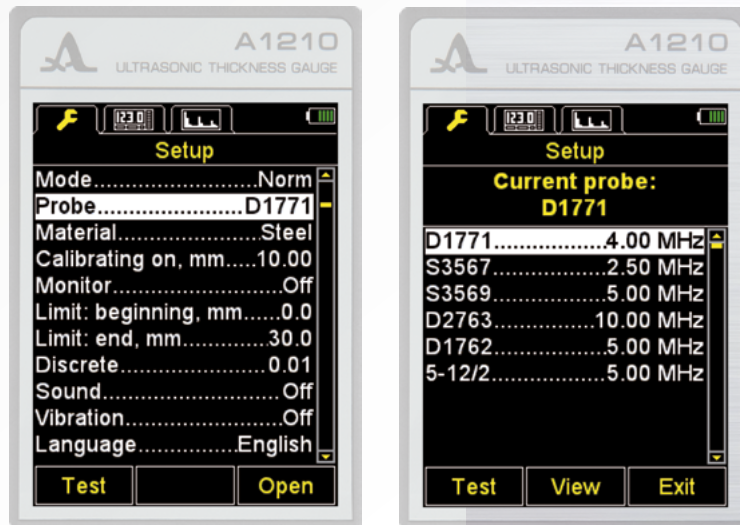 A1210
ULTRASONIC THICKNESS GAUGE
123.0
Setup
Mode.........................Norm
Probe.......................D1771
Material......................Steel
Calibrating on, mm.....10.00
Monitor..........................Off
Limit: beginning, mm......0.0
Limit: end, mm.............30.0
Discrete......................0.01
Sound............................Off
Vibration........................Off
Language................English
Test
Open
A1210
ULTRASONIC THICKNESS GAUGE
123.0
Setup
Current probe:
D1771
D1771.................4.00 MHz
S3567.................2.50 MHz
S3569.................5.00 MHz
D2763...............10.00 MHz
D1762.................5.00 MHz
5-12/2.................5.00 MHz
Test
View
Exit